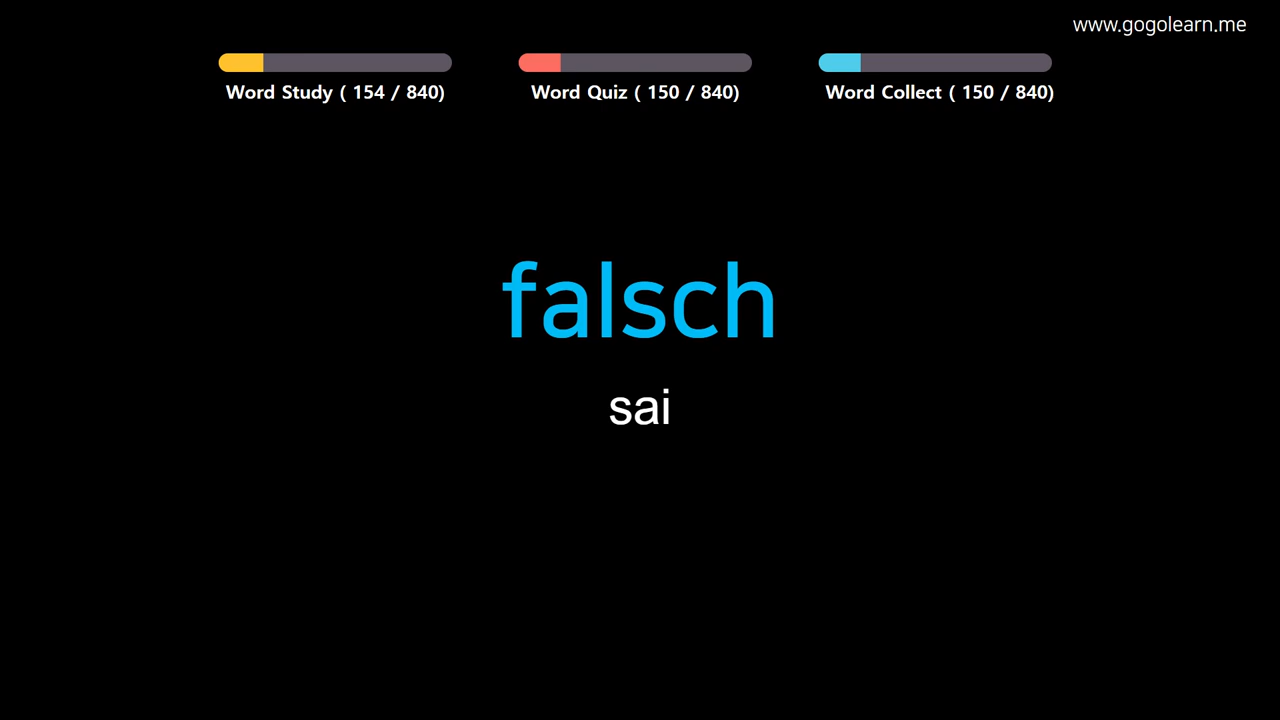 www.gogolearn.me
Word Study ( 154 / 840)
Word Quiz ( 150 / 840)
Word Collect ( 150 / 840)
falsch
sai